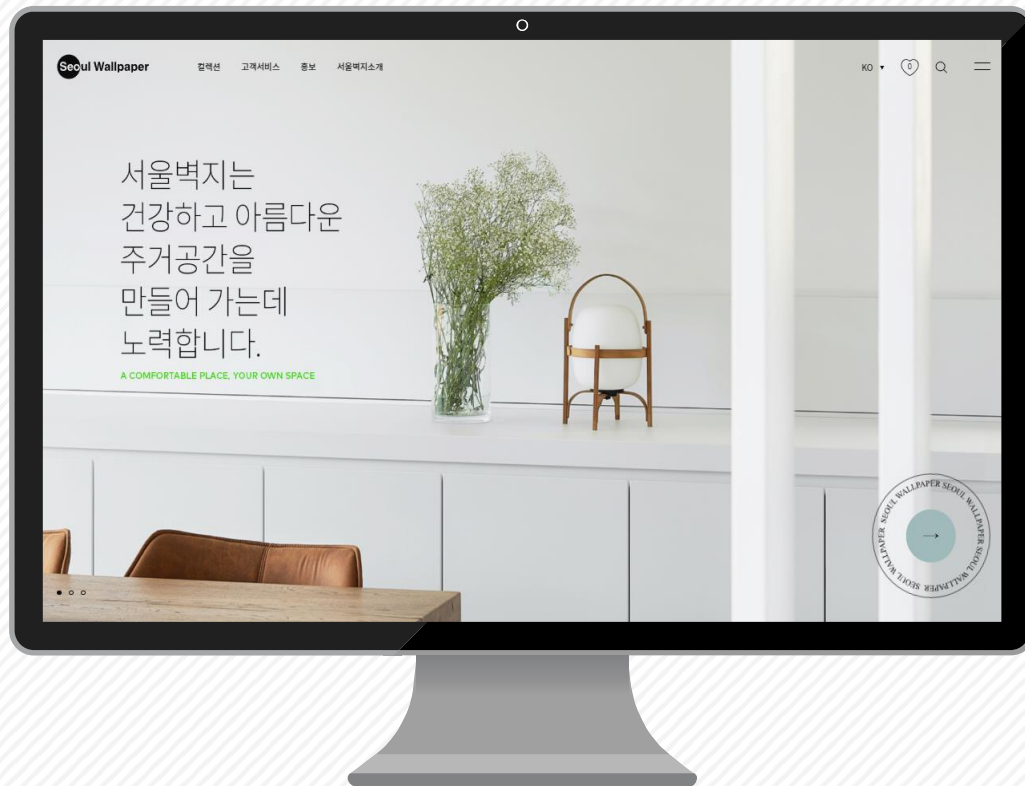 Seoul Wallpaper
컬렉션 고객서비스 홍보 서울벽지소개
KO ▼ 0
서울벽지는
건강하고 아름다운
주거공간을
만들어 가는데
노력합니다.
A COMFORTABLE PLACE, YOUR OWN SPACE
SEOUL WALLPAPER SEOUL WALLPAPER SEOUL WALLPAPER SEOUL WALLPAPER